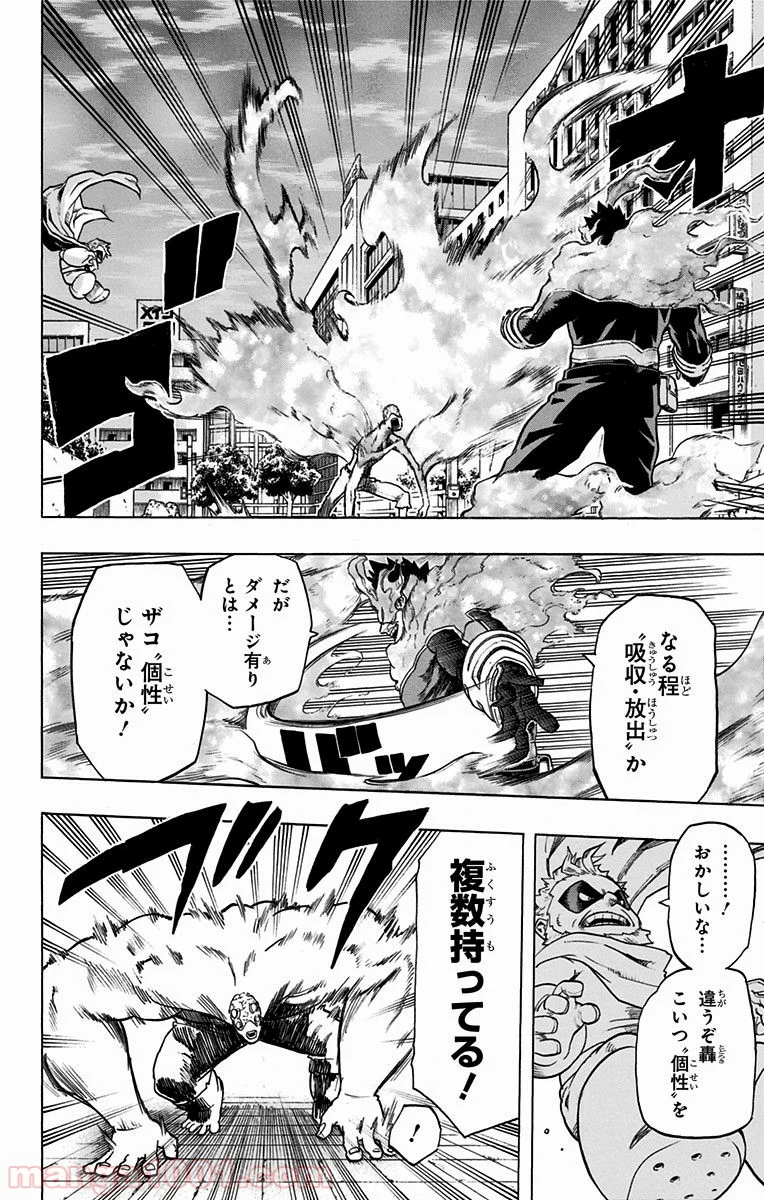 ゴオ
なる程
“吸収・放出”か
だが
ダメージ有り
とは…
ザコ“個性”
じゃないか！
バッ
………
おかしいな…
違うぞ轟
こいつ“個性”を
複数持ってる！
ブク
！